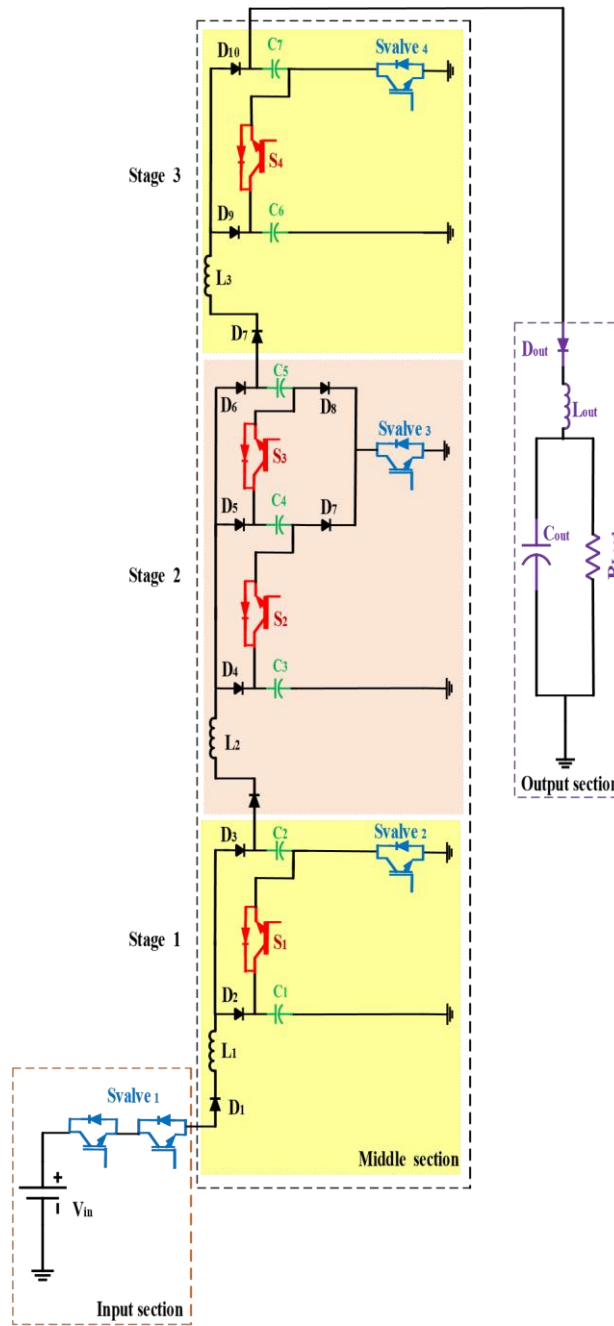 D10
C7
Svalve 4
S4
Stage 3
D9
C6
L3
D7
C5
D6
D8
Svalve 3
S3
D5
C4
D7
Stage 2
S2
D4
C3
L2
Dout
Lout
Cout
Output section
D3
C2
Svalve 2
Stage 1
S1
D2
C1
L1
D1
Middle section
Svalve 1
+
Vin
Input section